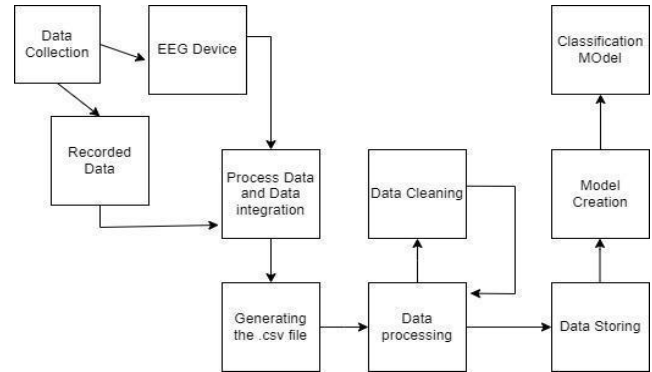 Data
Collection
EEG Device
Classification
MOdel
Recorded
Data
Process Data
and Data
integration
Data Cleaning
Model
Creation
Generating
the .csv file
Data
processing
Data Storing